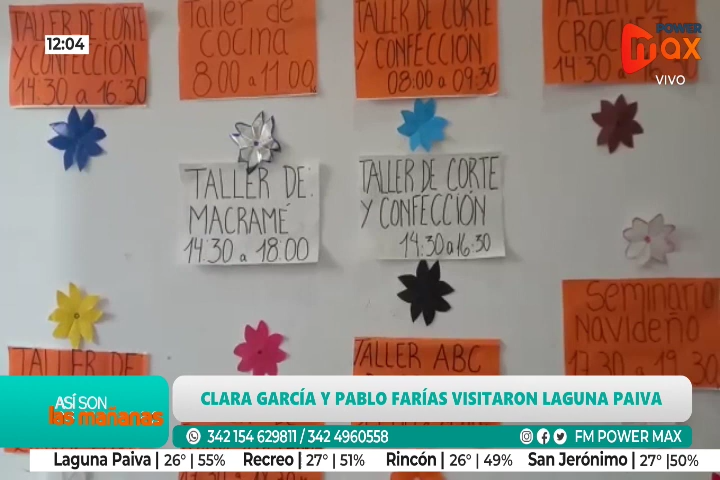 12:04
TALLER DE CORTE
Y CONFECCIÓN
14:30 a 16:30
Taller de
cocina
8:00 a 11:00
TALLER DE CORTE
Y CONFECCION
08:00 a 09:30
TALLER DE
14:30 a
POWER
max
VIVO
TALLER DE:
MACRAMÉ
14:30 a 18:00
TALLER DE CORTE
Y CONFECCIÓN
14:30 a 16:30
Seminario
Navideño
17:30 a 19:30
TALLER DE
TALLER ABC
ASÍ SON
las mañanas
CLARA GARCÍA Y PABLO FARÍAS VISITARON LAGUNA PAIVA
342 154 629811 / 342 4960558
FM POWER MAX
Laguna Paiva | 26° | 55% Recreo | 27° | 51% Rincón | 26° | 49% San Jerónimo | 27° |50%